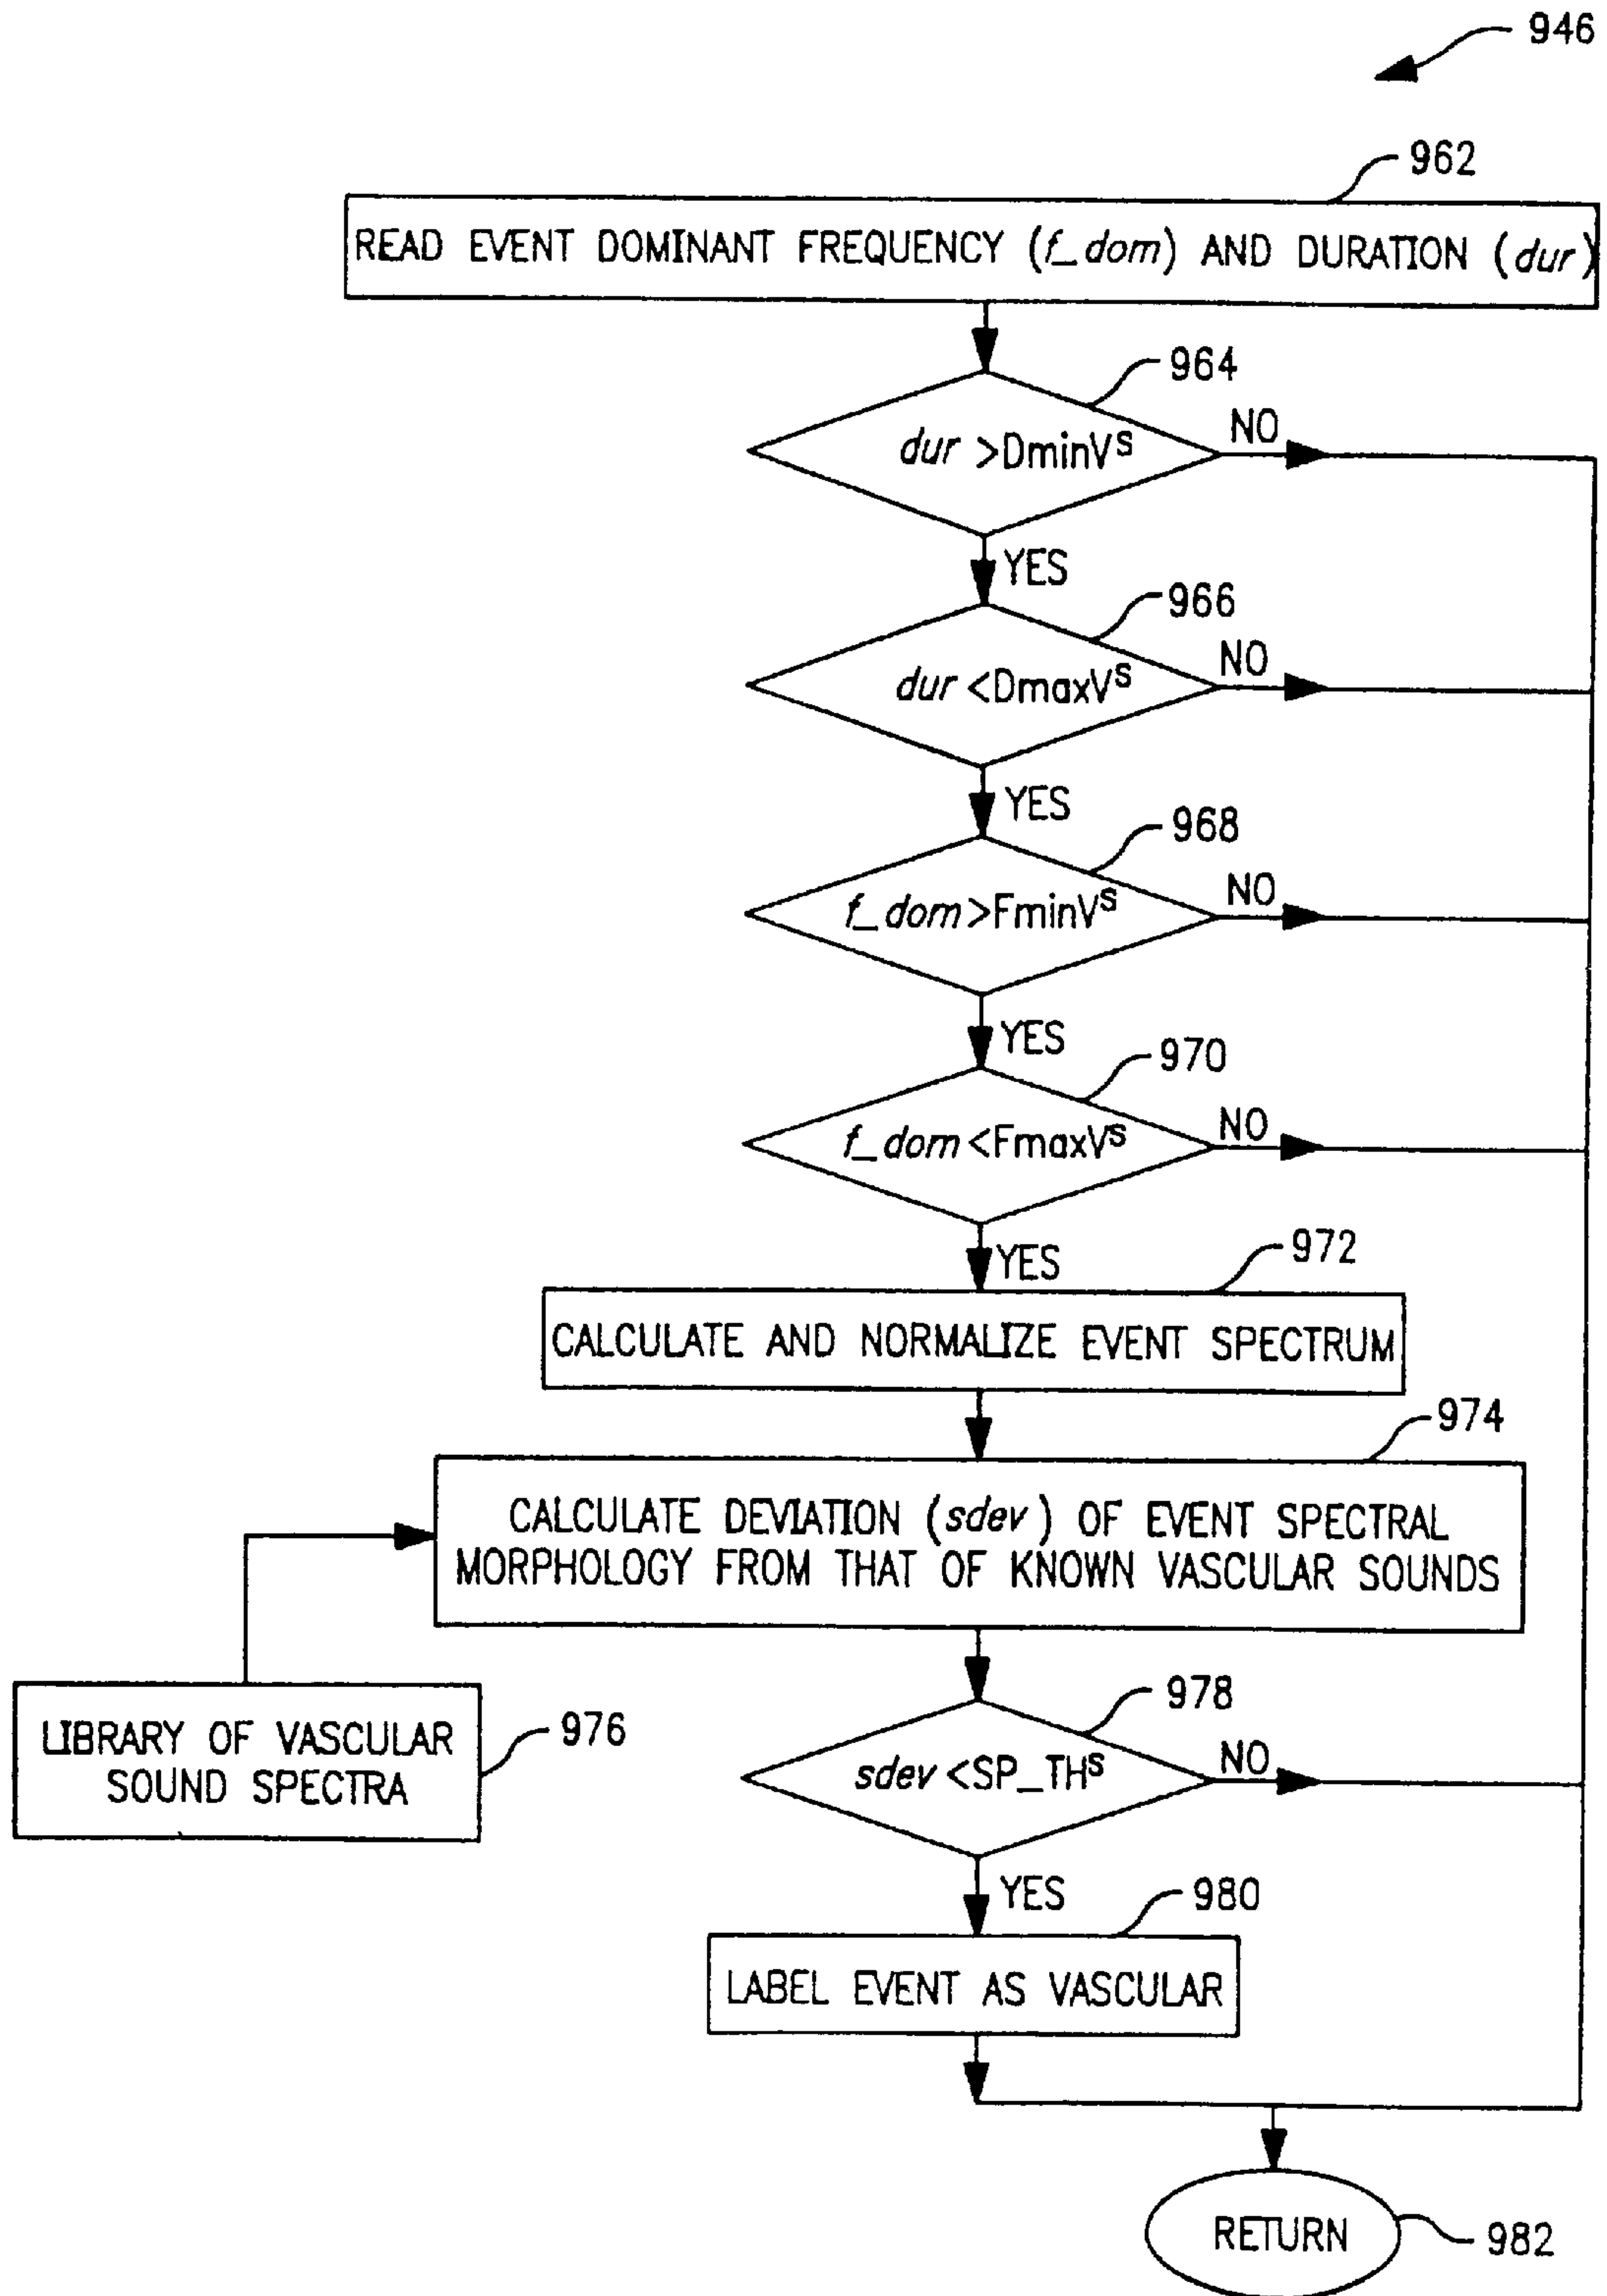 946
962
READ EVENT DOMINANT FREQUENCY (f_dom) AND DURATION (dur)
964
dur >DminVS
NO
YES
966
dur <DmaxVS
NO
YES
968
f_dom >FminVS
NO
YES
970
f_dom <FmaxVS
NO
YES
972
CALCULATE AND NORMALIZE EVENT SPECTRUM
974
CALCULATE DEVIATION (sdev) OF EVENT SPECTRAL
MORPHOLOGY FROM THAT OF KNOWN VASCULAR SOUNDS
976
LIBRARY OF VASCULAR
SOUND SPECTRA
978
sdev <SP_THS
NO
YES
980
LABEL EVENT AS VASCULAR
RETURN
982